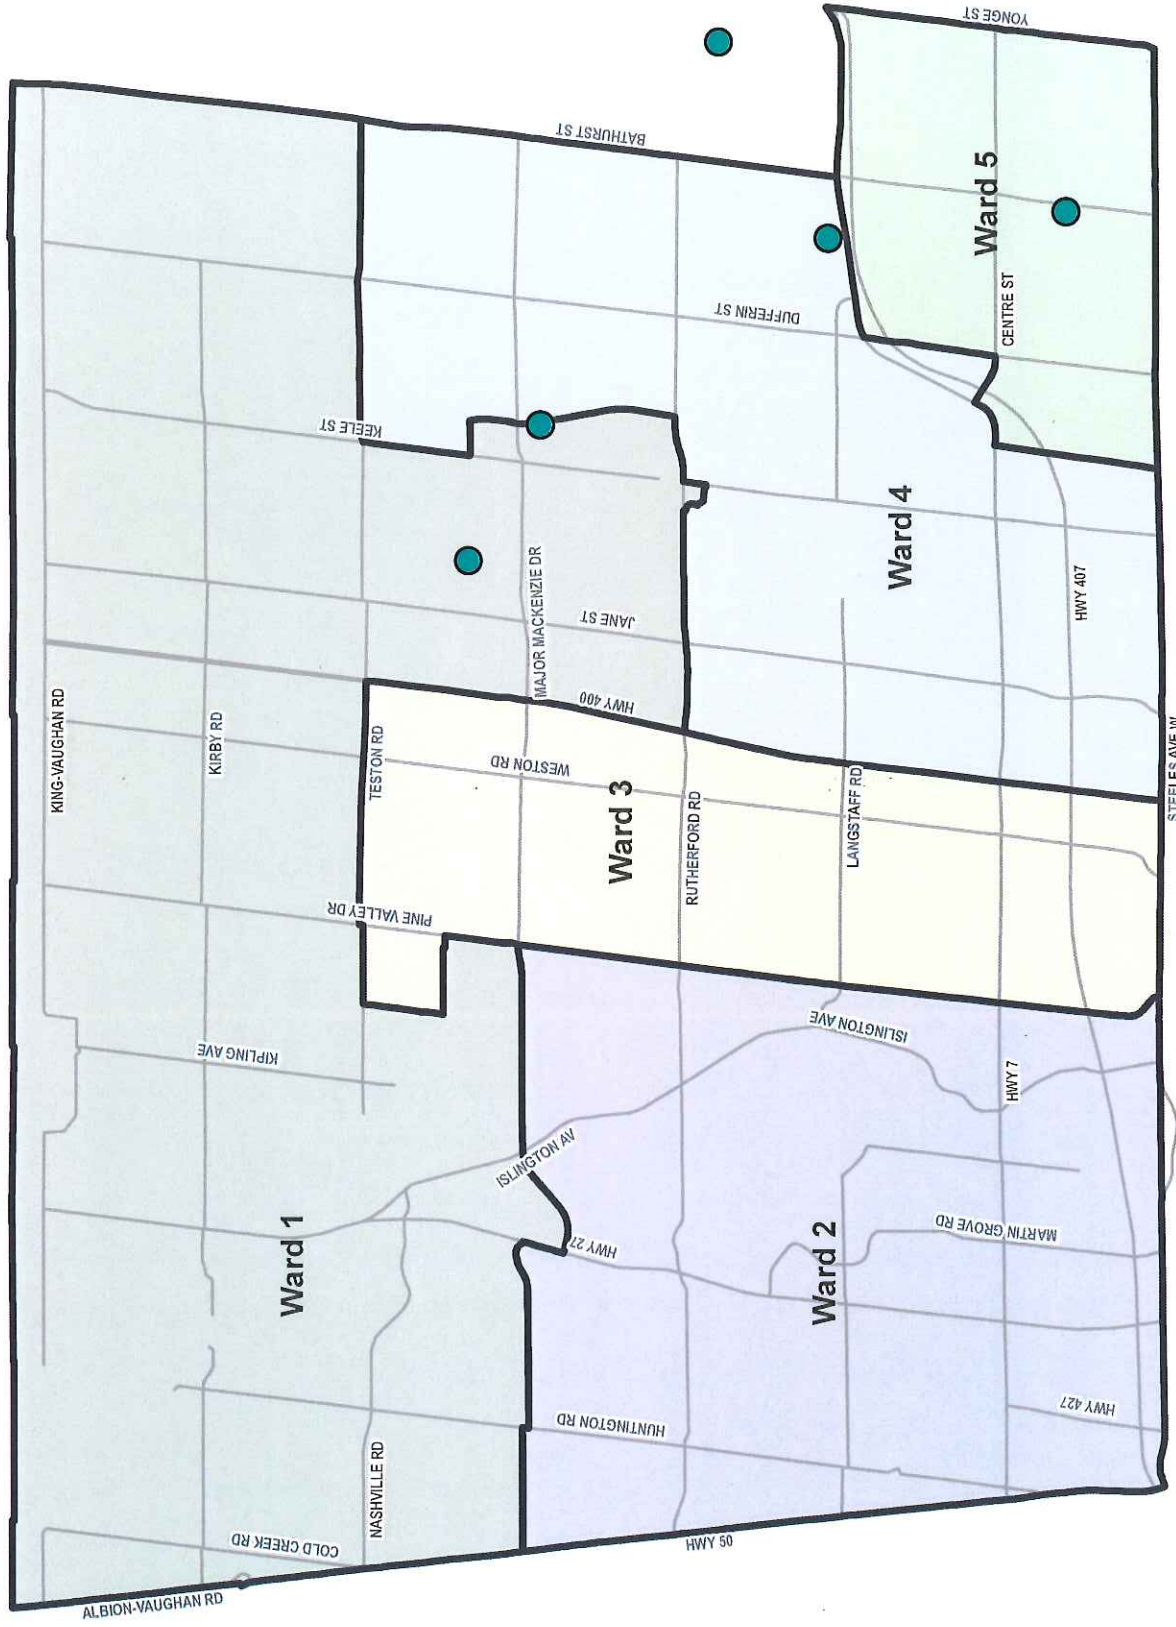 YONGE ST
BATHURST ST
Ward 5
DUFFERIN ST
CENTRE ST
KEELE ST
Ward 4
MAJOR MACKENZIE DR
JANE ST
HWY 407
HWY 400
KING-VAUGHAN RD
KIRBY RD
TESTON RD
WESTON RD
Ward 3
RUTHERFORD RD
LANGSTAFF RD
STEELES AVE W
PINE VALLEY DR
KIPLING AVE
ISLINGTON AVE
HWY 7
ISLINGTON AV
Ward 1
HWY 27
Ward 2
MARTIN GROVE RD
HUNTINGTON RD
HWY 427
NASHVILLE RD
COLD CREEK RD
HWY 50
ALBION-VAUGHAN RD